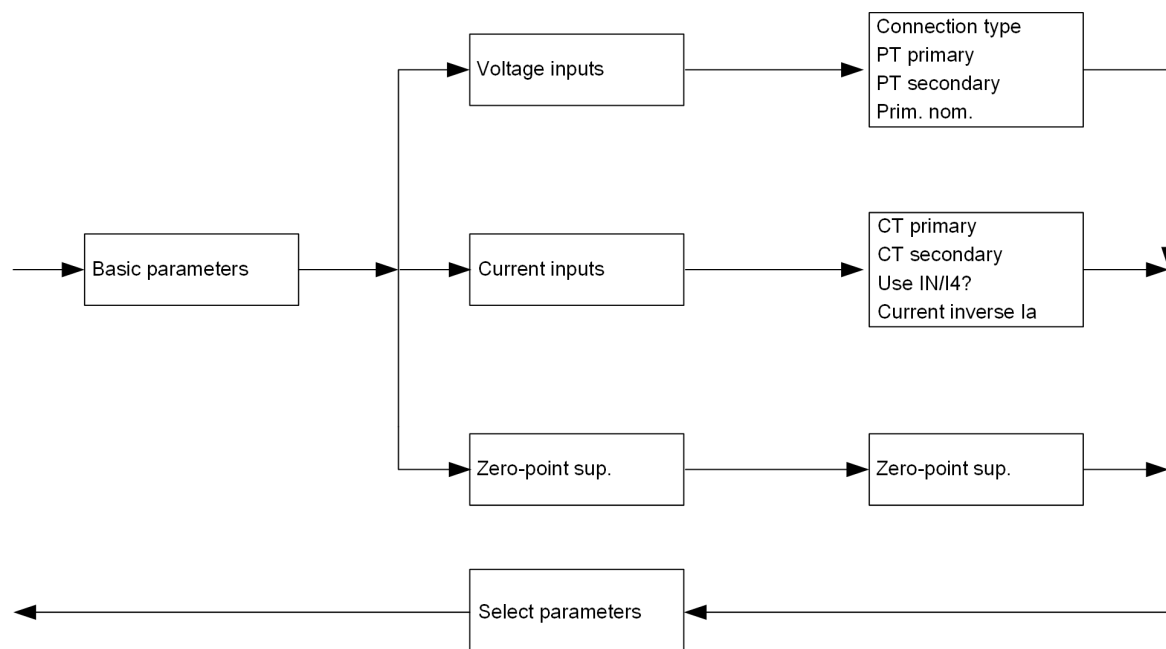 Voltage inputs
Connection type
PT primary
PT secondary
Prim. nom.
Basic parameters
Current inputs
CT primary
CT secondary
Use IN/I4?
Current inverse Ia
Zero-point sup.
Zero-point sup.
Select parameters